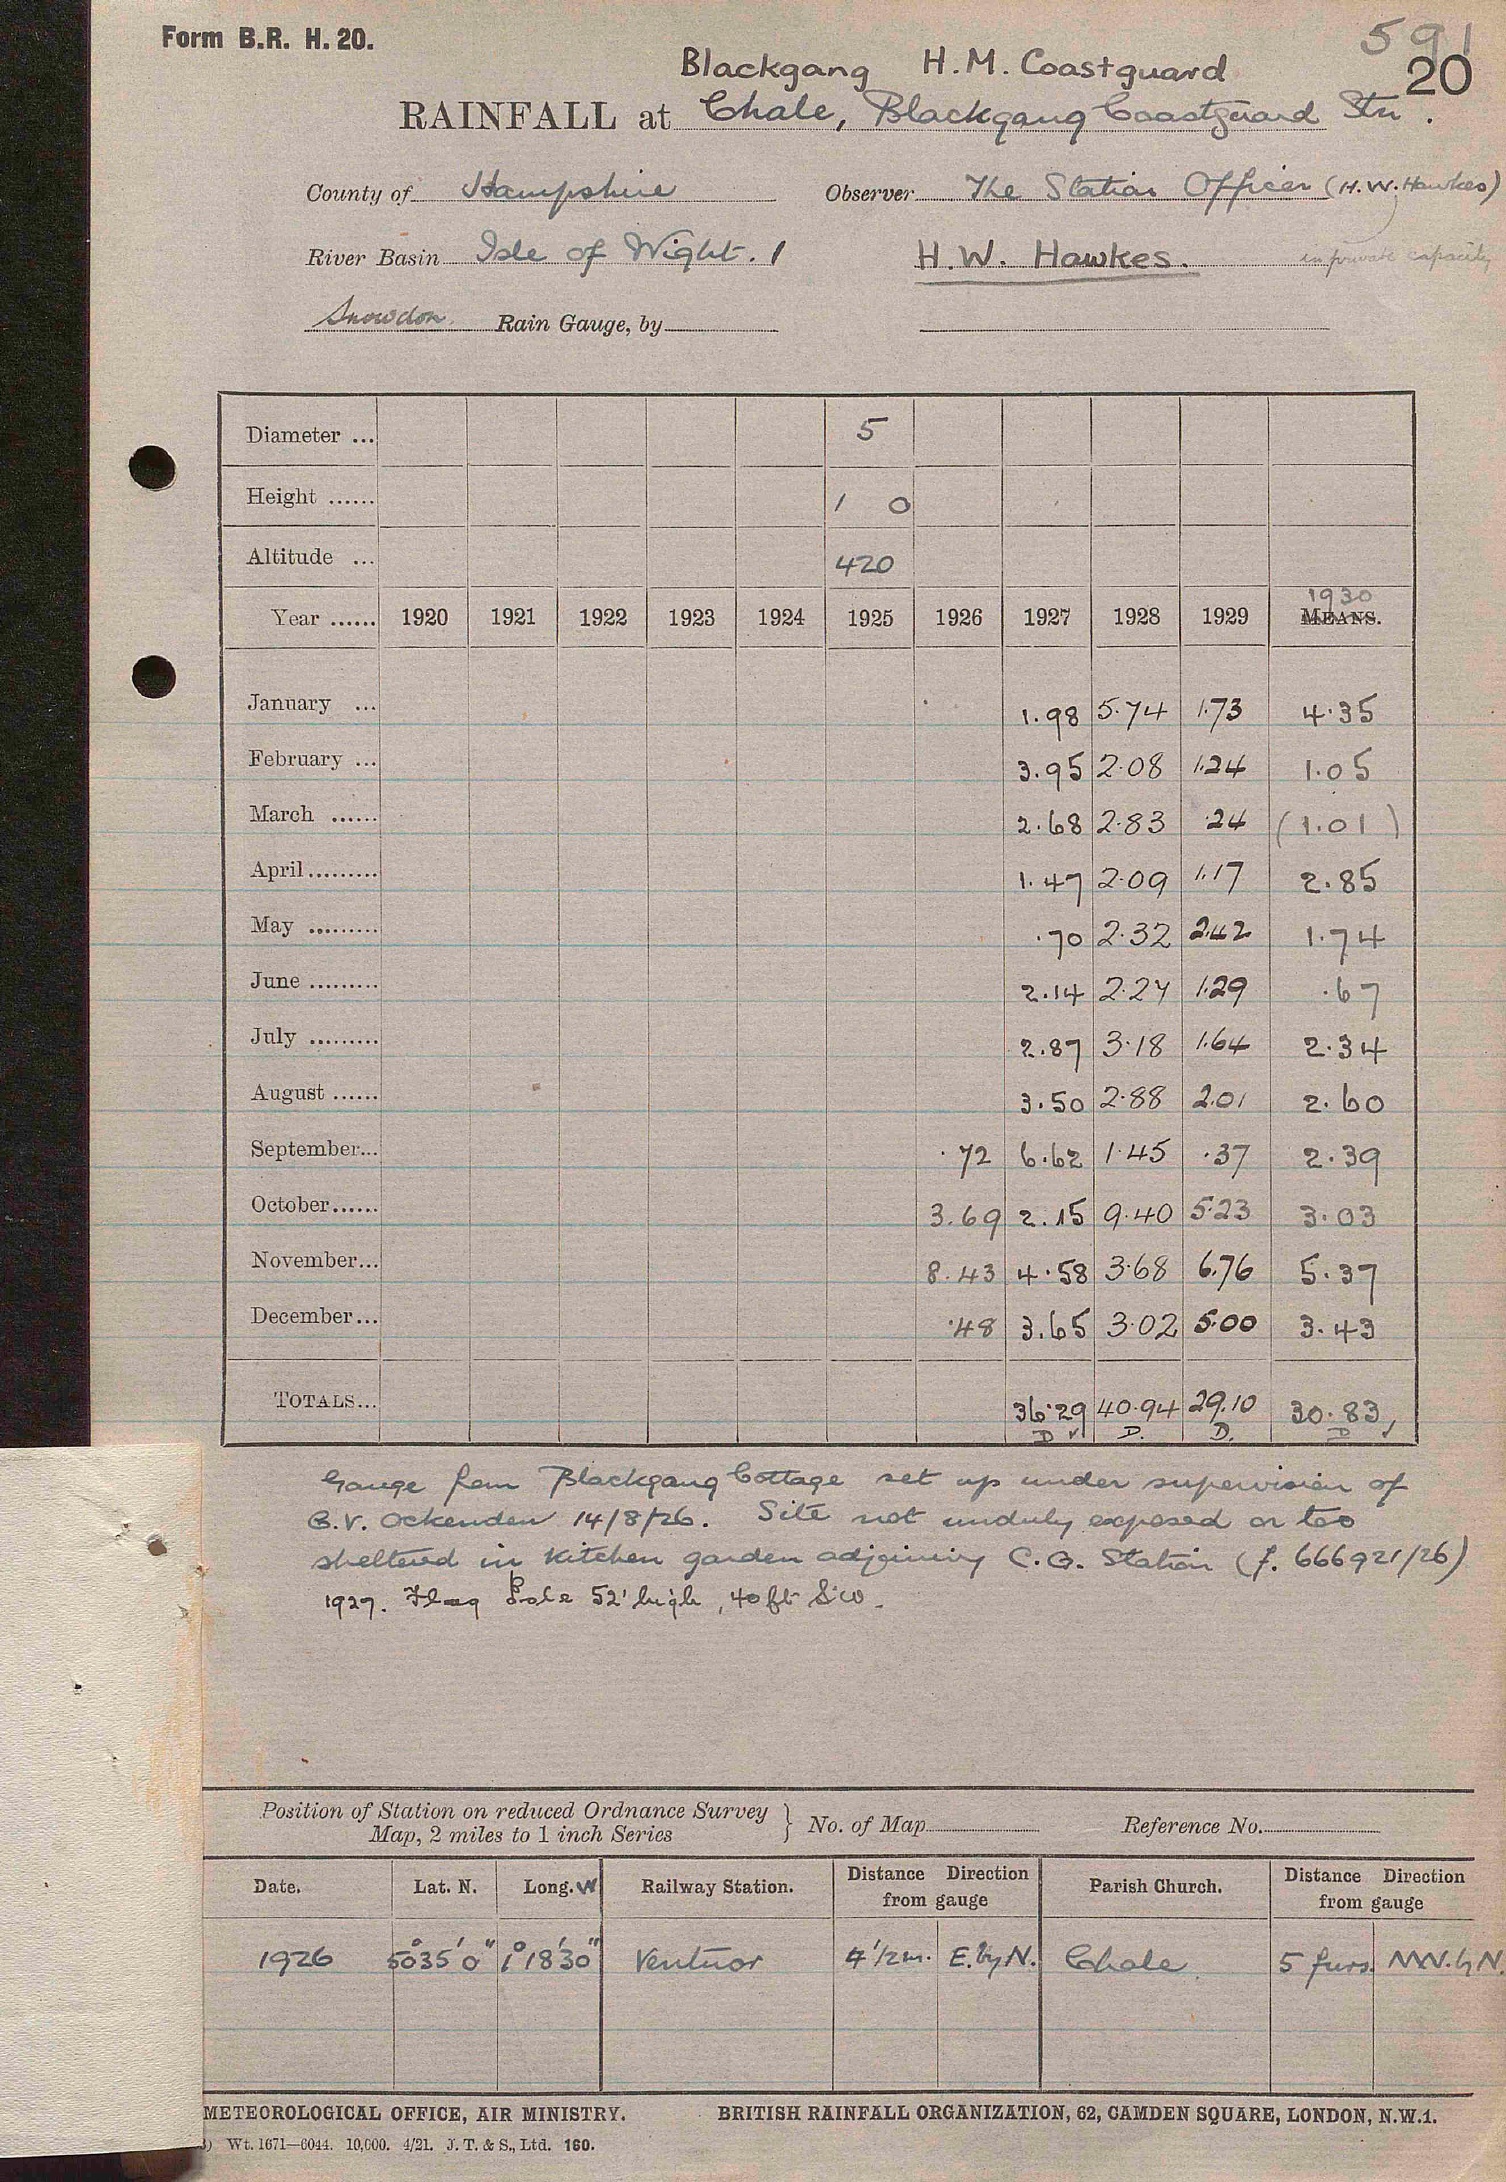 Form B.R. H. 20.
591
20
Blackgang H.M. Coastguard
RAINFALL at Chale, Blackgang Coastguard Stn.
County of Hampshire Observer The Station Officer (H.W. Hawkes)
River Basin Isle of Wight. 1 H.W. Hawkes. in private capacity
Snowdon Rain Gauge, by
Diameter ... 5
Height ...... 1 0
Altitude ... 420
1930
Year ...... 1920 1921 1922 1923 1924 1925 1926 1927 1928 1929 MEANS.
January ... 1.98 5.74 1.73 4.35
February ... 3.95 2.08 1.24 1.05
March ...... 2.68 2.83 .24 (1.01)
April......... 1.47 2.09 1.17 2.85
May ......... .70 2.32 2.42 1.74
June ......... 2.14 2.27 1.29 .67
July ......... 2.87 3.18 1.64 2.34
August ...... 3.50 2.88 2.01 2.60
September... .72 6.62 1.45 .37 2.39
October...... 3.69 2.15 9.40 5.23 3.03
November... 8.43 4.58 3.68 6.76 5.37
December... .48 3.65 3.02 5.00 3.43
TOTALS... 36.29 40.94 29.10 30.83
D ✓ D. D. D ✓
Gauge from Blackgang Cottage set up under supervision of
G.V. Ockenden 14/8/26. Site not unduly exposed or too
sheltered in kitchen garden adjoining C.G. Station (f. 666921/26)
1927. Flag Pole 52' high, 40 ft SW.
Position of Station on reduced Ordnance Survey
Map, 2 miles to 1 inch Series } No. of Map Reference No.
Date. Lat. N. Long. W Railway Station. Distance Direction from gauge Parish Church. Distance Direction from gauge
1926 50°35'0" 1°18'30" Ventnor 4 1/2 m. E. by N. Chale 5 furs. NW. by N.
METEOROLOGICAL OFFICE, AIR MINISTRY. BRITISH RAINFALL ORGANIZATION, 62, CAMDEN SQUARE, LONDON, N.W.1.
) Wt. 1671—6044. 10,000. 4/21. J. T. & S., Ltd. 160.